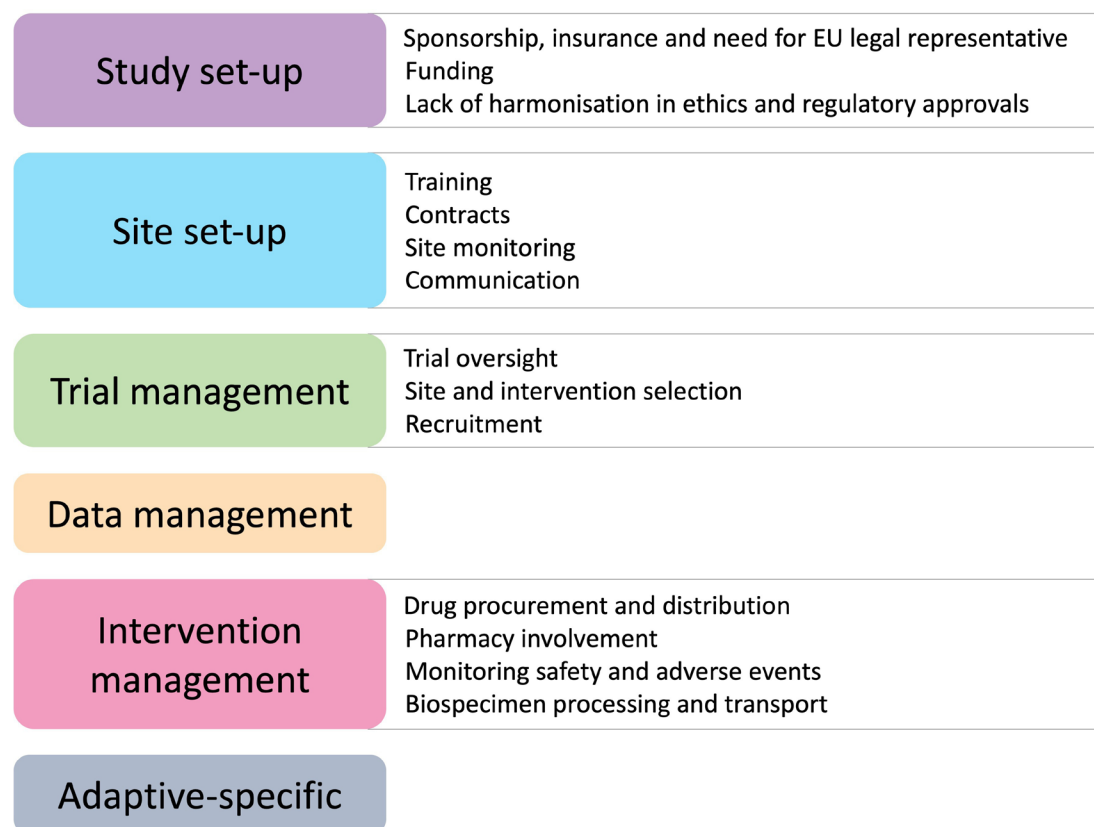 Study set-up
Sponsorship, insurance and need for EU legal representative
Funding
Lack of harmonisation in ethics and regulatory approvals
Site set-up
Training
Contracts
Site monitoring
Communication
Trial management
Trial oversight
Site and intervention selection
Recruitment
Data management
Intervention
management
Drug procurement and distribution
Pharmacy involvement
Monitoring safety and adverse events
Biospecimen processing and transport
Adaptive-specific